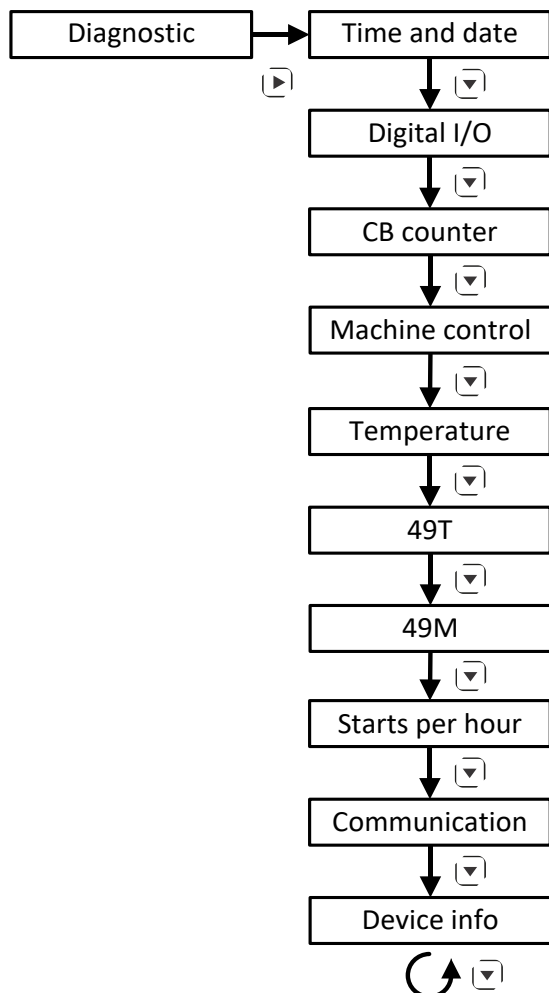 Diagnostic
Time and date
Digital I/O
CB counter
Machine control
Temperature
49T
49M
Starts per hour
Communication
Device info